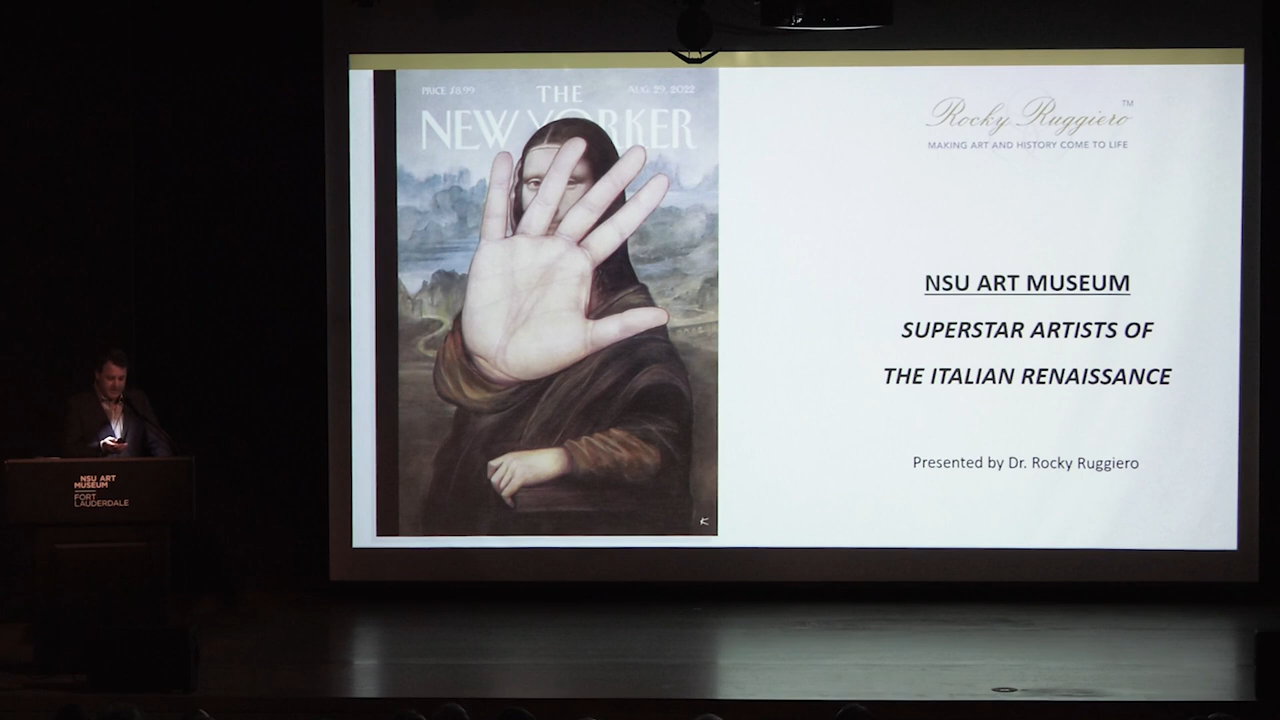 PRICE $8.99
THE
AUG. 29, 2022
NEW YORKER
K
Rocky Ruggiero™
MAKING ART AND HISTORY COME TO LIFE
NSU ART MUSEUM
SUPERSTAR ARTISTS OF
THE ITALIAN RENAISSANCE
Presented by Dr. Rocky Ruggiero
NSU ART
MUSEUM
FORT
LAUDERDALE